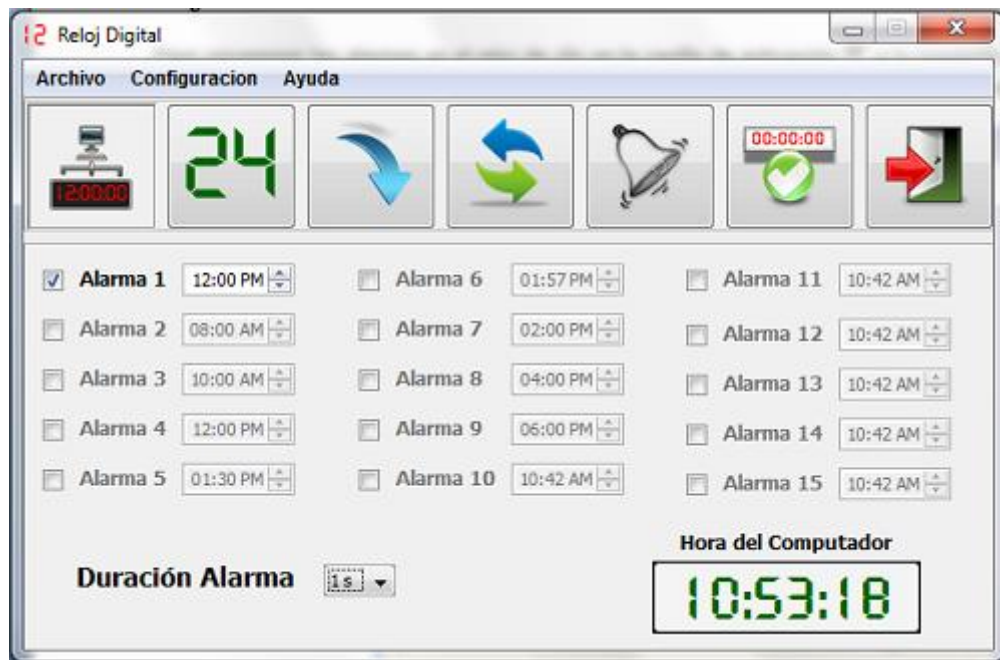 12 Reloj Digital
Archivo Configuracion Ayuda
12:00:00 24 00:00:00
Alarma 1 12:00 PM Alarma 6 01:57 PM Alarma 11 10:42 AM
Alarma 2 08:00 AM Alarma 7 02:00 PM Alarma 12 10:42 AM
Alarma 3 10:00 AM Alarma 8 04:00 PM Alarma 13 10:42 AM
Alarma 4 12:00 PM Alarma 9 06:00 PM Alarma 14 10:42 AM
Alarma 5 01:30 PM Alarma 10 10:42 AM Alarma 15 10:42 AM
Hora del Computador
Duración Alarma 1 s 10:53:18